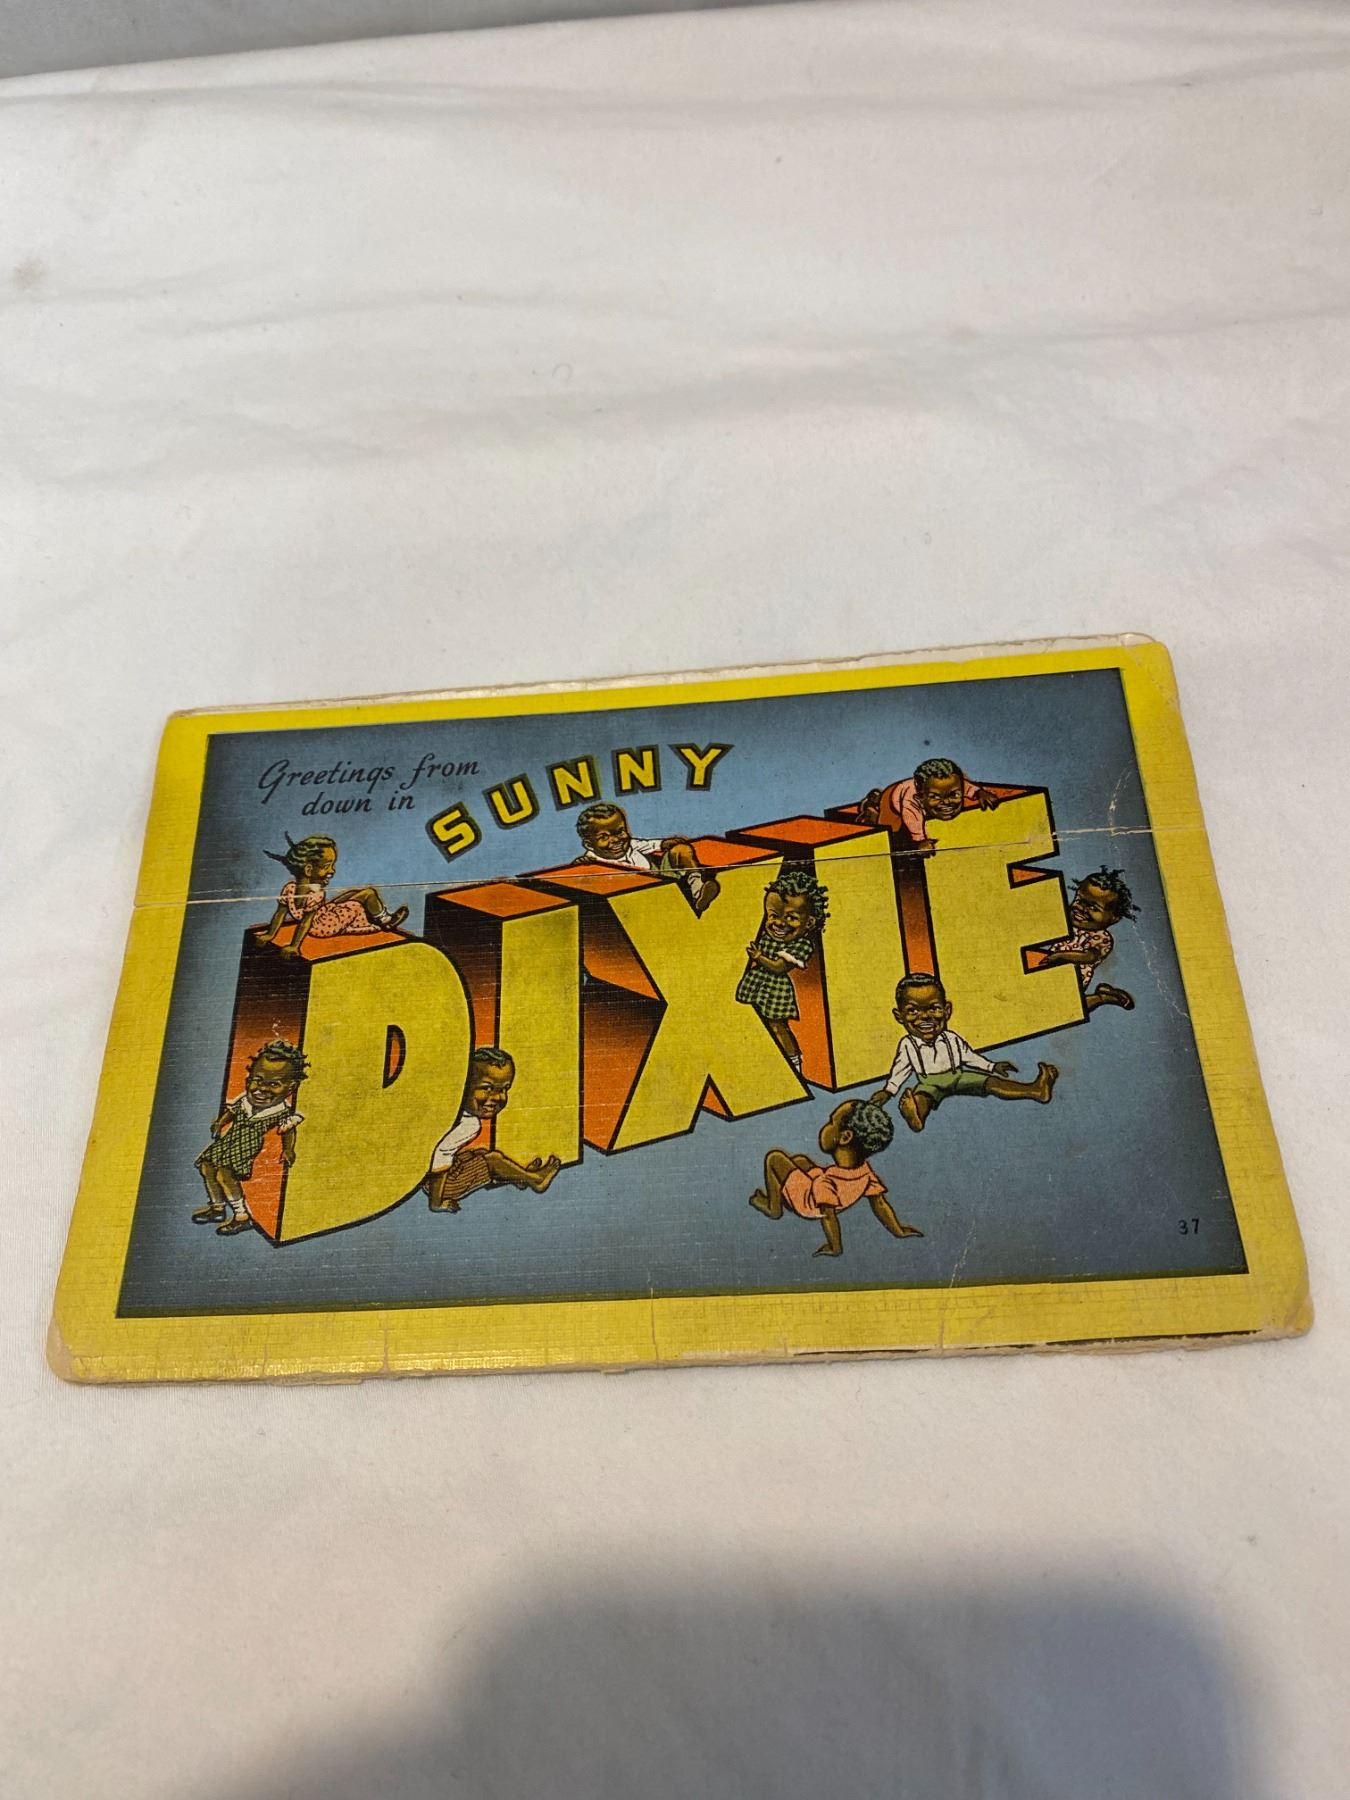 Greetings from
down in
SUNNY
DIXIE
37